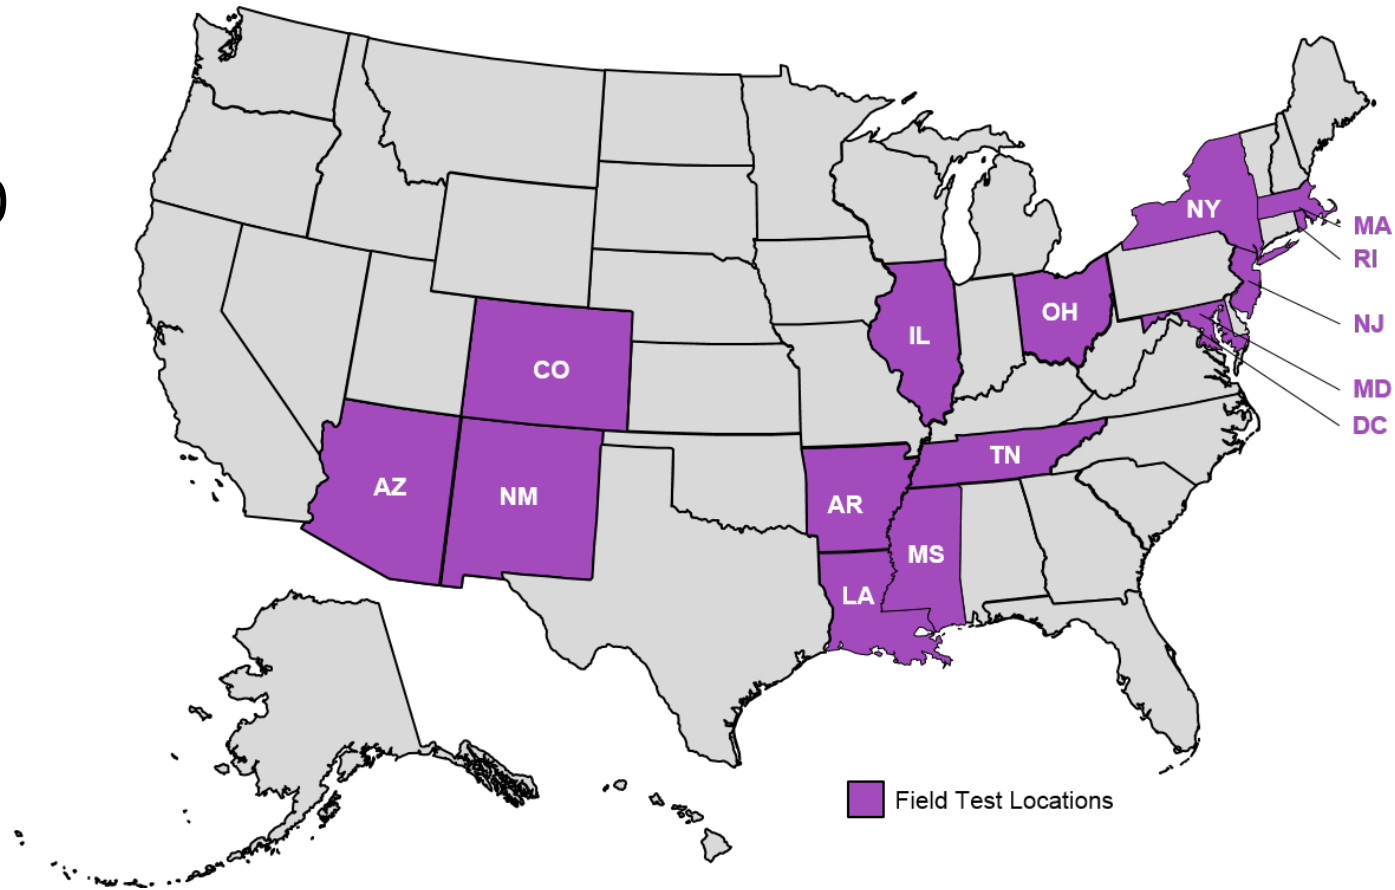 NY
MA
RI
OH
NJ
IL
CO
MD
DC
TN
AZ
NM
AR
MS
LA
Field Test Locations